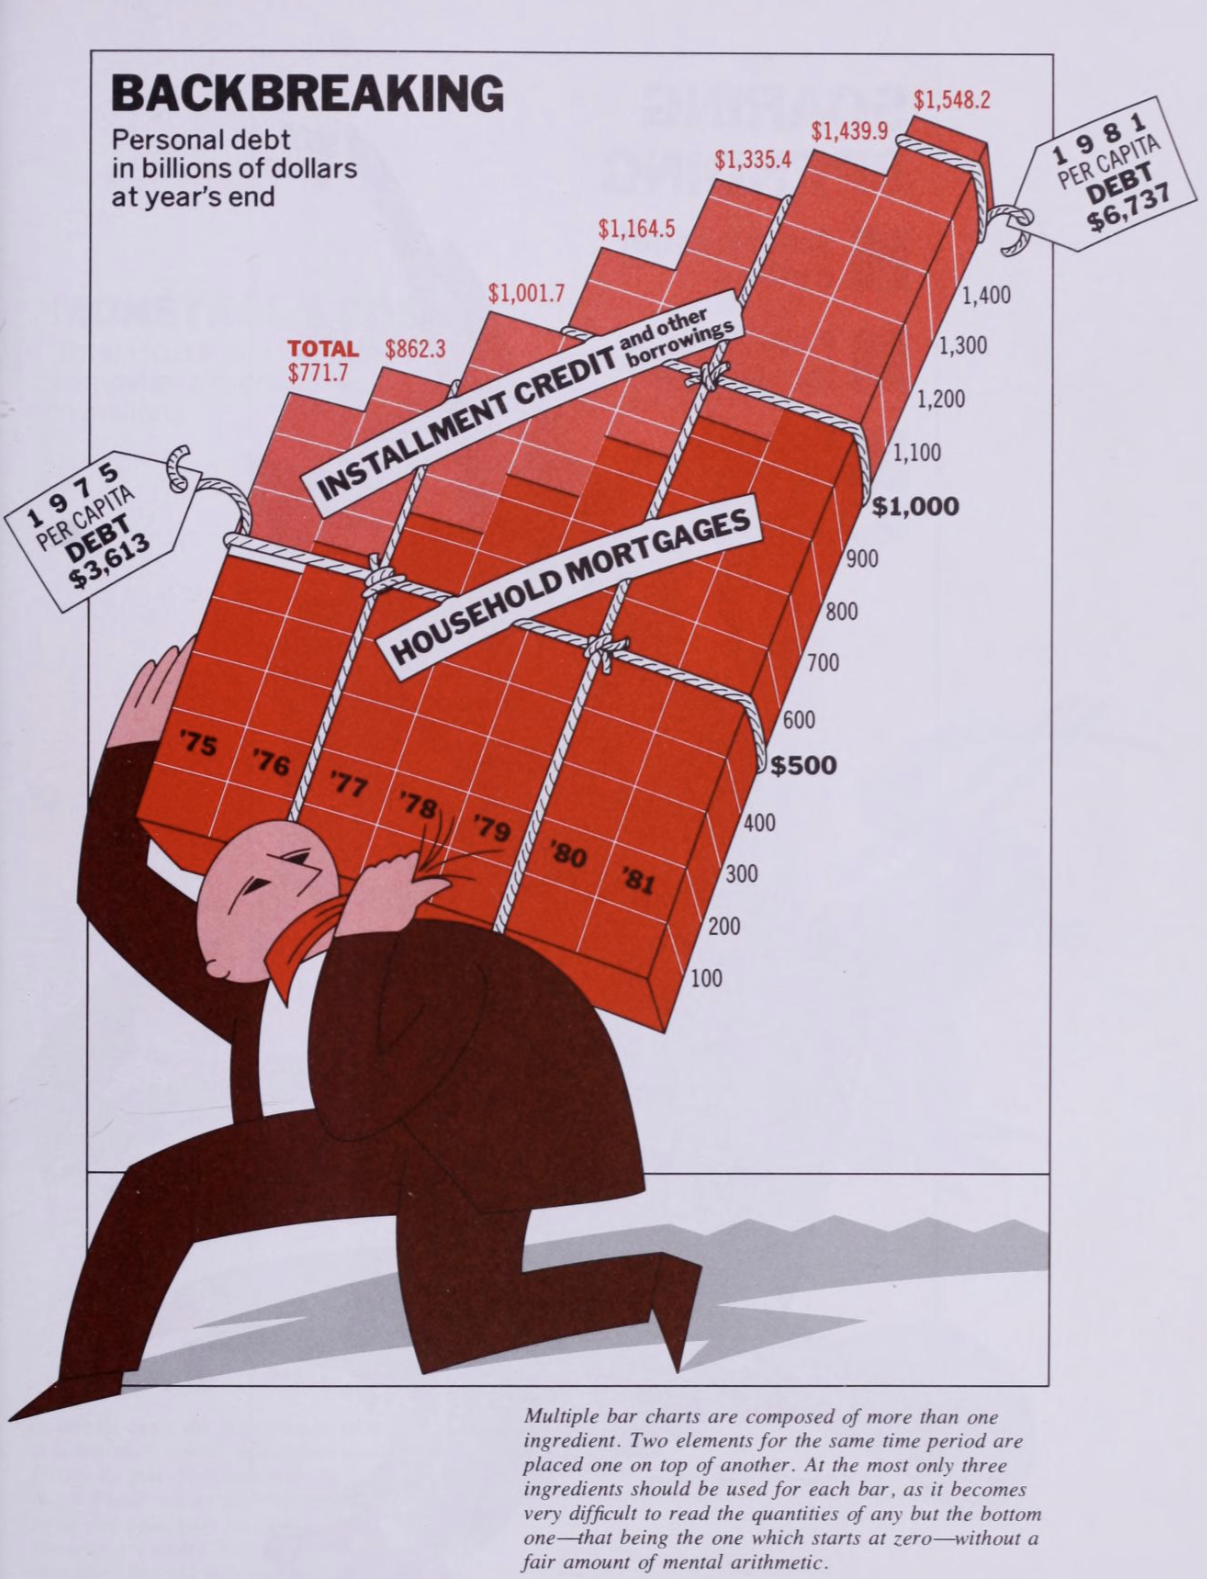 BACKBREAKING
Personal debt
in billions of dollars
at year's end
$1,548.2
$1,439.9
$1,335.4
$1,164.5
$1,001.7
$862.3
TOTAL
$771.7
1981
PER CAPITA
DEBT
$6,737
1975
PER CAPITA
DEBT
$3,613
INSTALLMENT CREDIT and other
borrowings
HOUSEHOLD MORTGAGES
1,400
1,300
1,200
1,100
$1,000
900
800
700
600
$500
400
300
200
100
'75
'76
'77
'78
'79
'80
'81
Multiple bar charts are composed of more than one
ingredient. Two elements for the same time period are
placed one on top of another. At the most only three
ingredients should be used for each bar, as it becomes
very difficult to read the quantities of any but the bottom
one—that being the one which starts at zero—without a
fair amount of mental arithmetic.